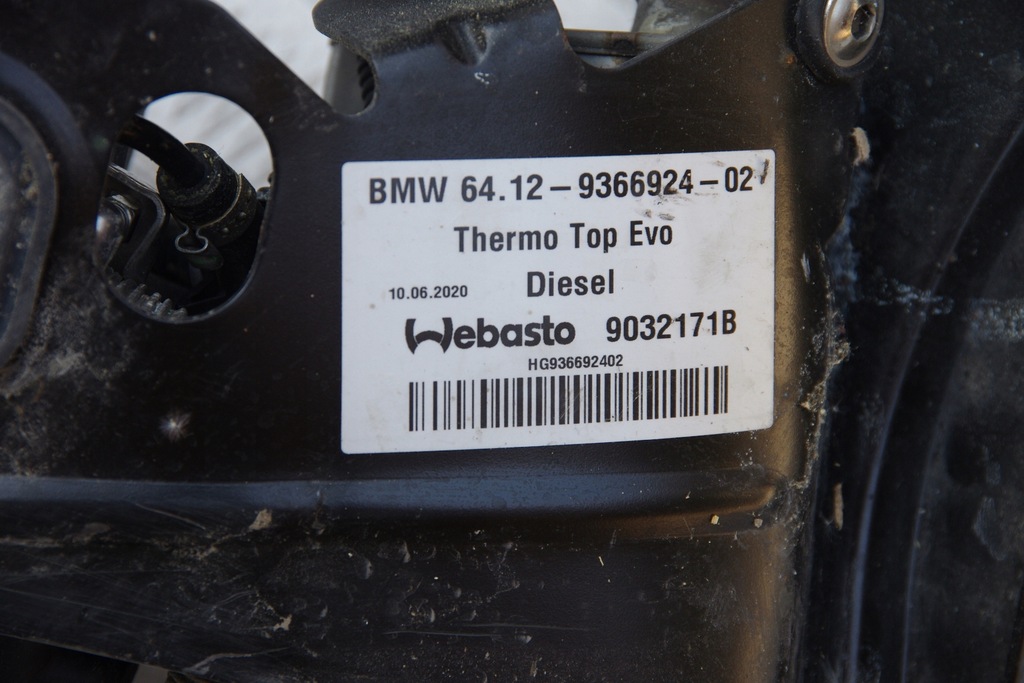 BMW 64.12-9366924-02
Thermo Top Evo
10.06.2020 Diesel
Webasto 9032171B
HG936692402